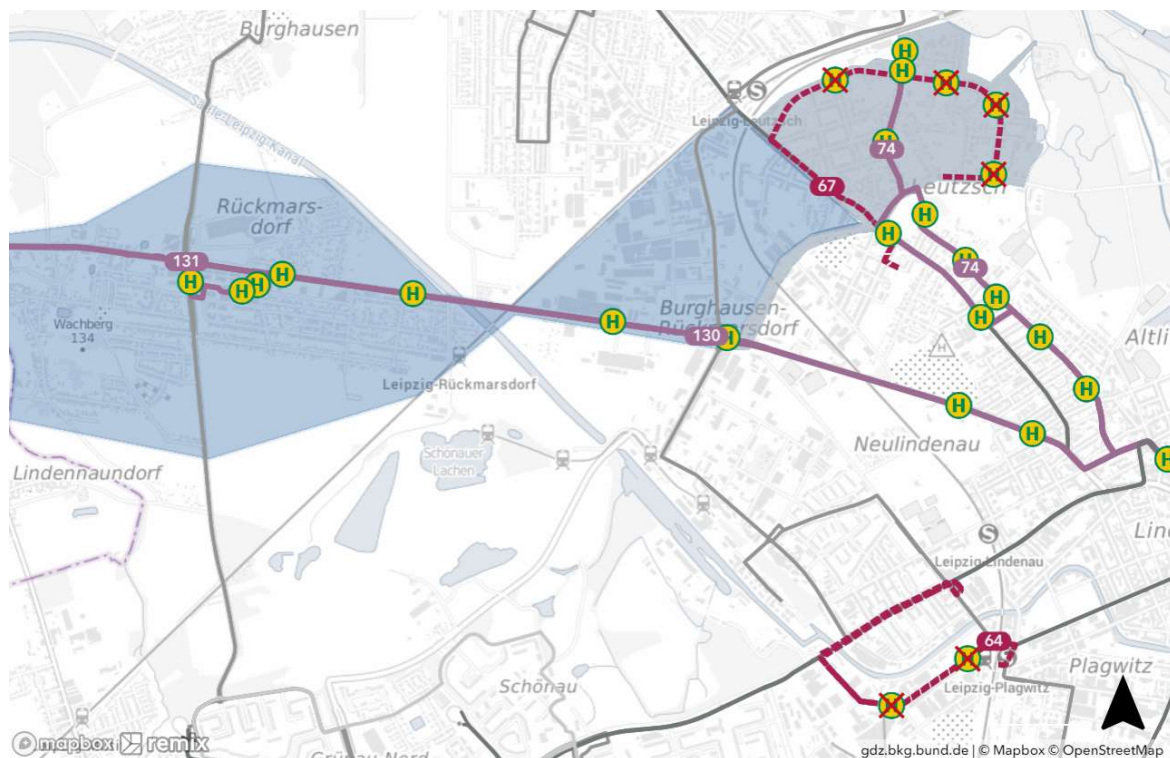 Burghausen
Saale-Leipzig-Kanal
Leipzig-Leutzsch
S
H
H
H
74
67
Leutzsch
Rückmars-
dorf
H
H
74
131
H
H
H
H
H
H
H
Wachberg
134
Burghausen-
Rückmarsdorf
130
H
H
H
H
H
Leipzig-Rückmarsdorf
H
H
Neulindenau
H
Schönauer
Lachen
Lindennaundorf
S
Leipzig-Lindenau
64
Plagwitz
Leipzig-Plagwitz
Schönau
Grünau-Nord
mapbox remix
gdz.bkg.bund.de | © Mapbox © OpenStreetMap